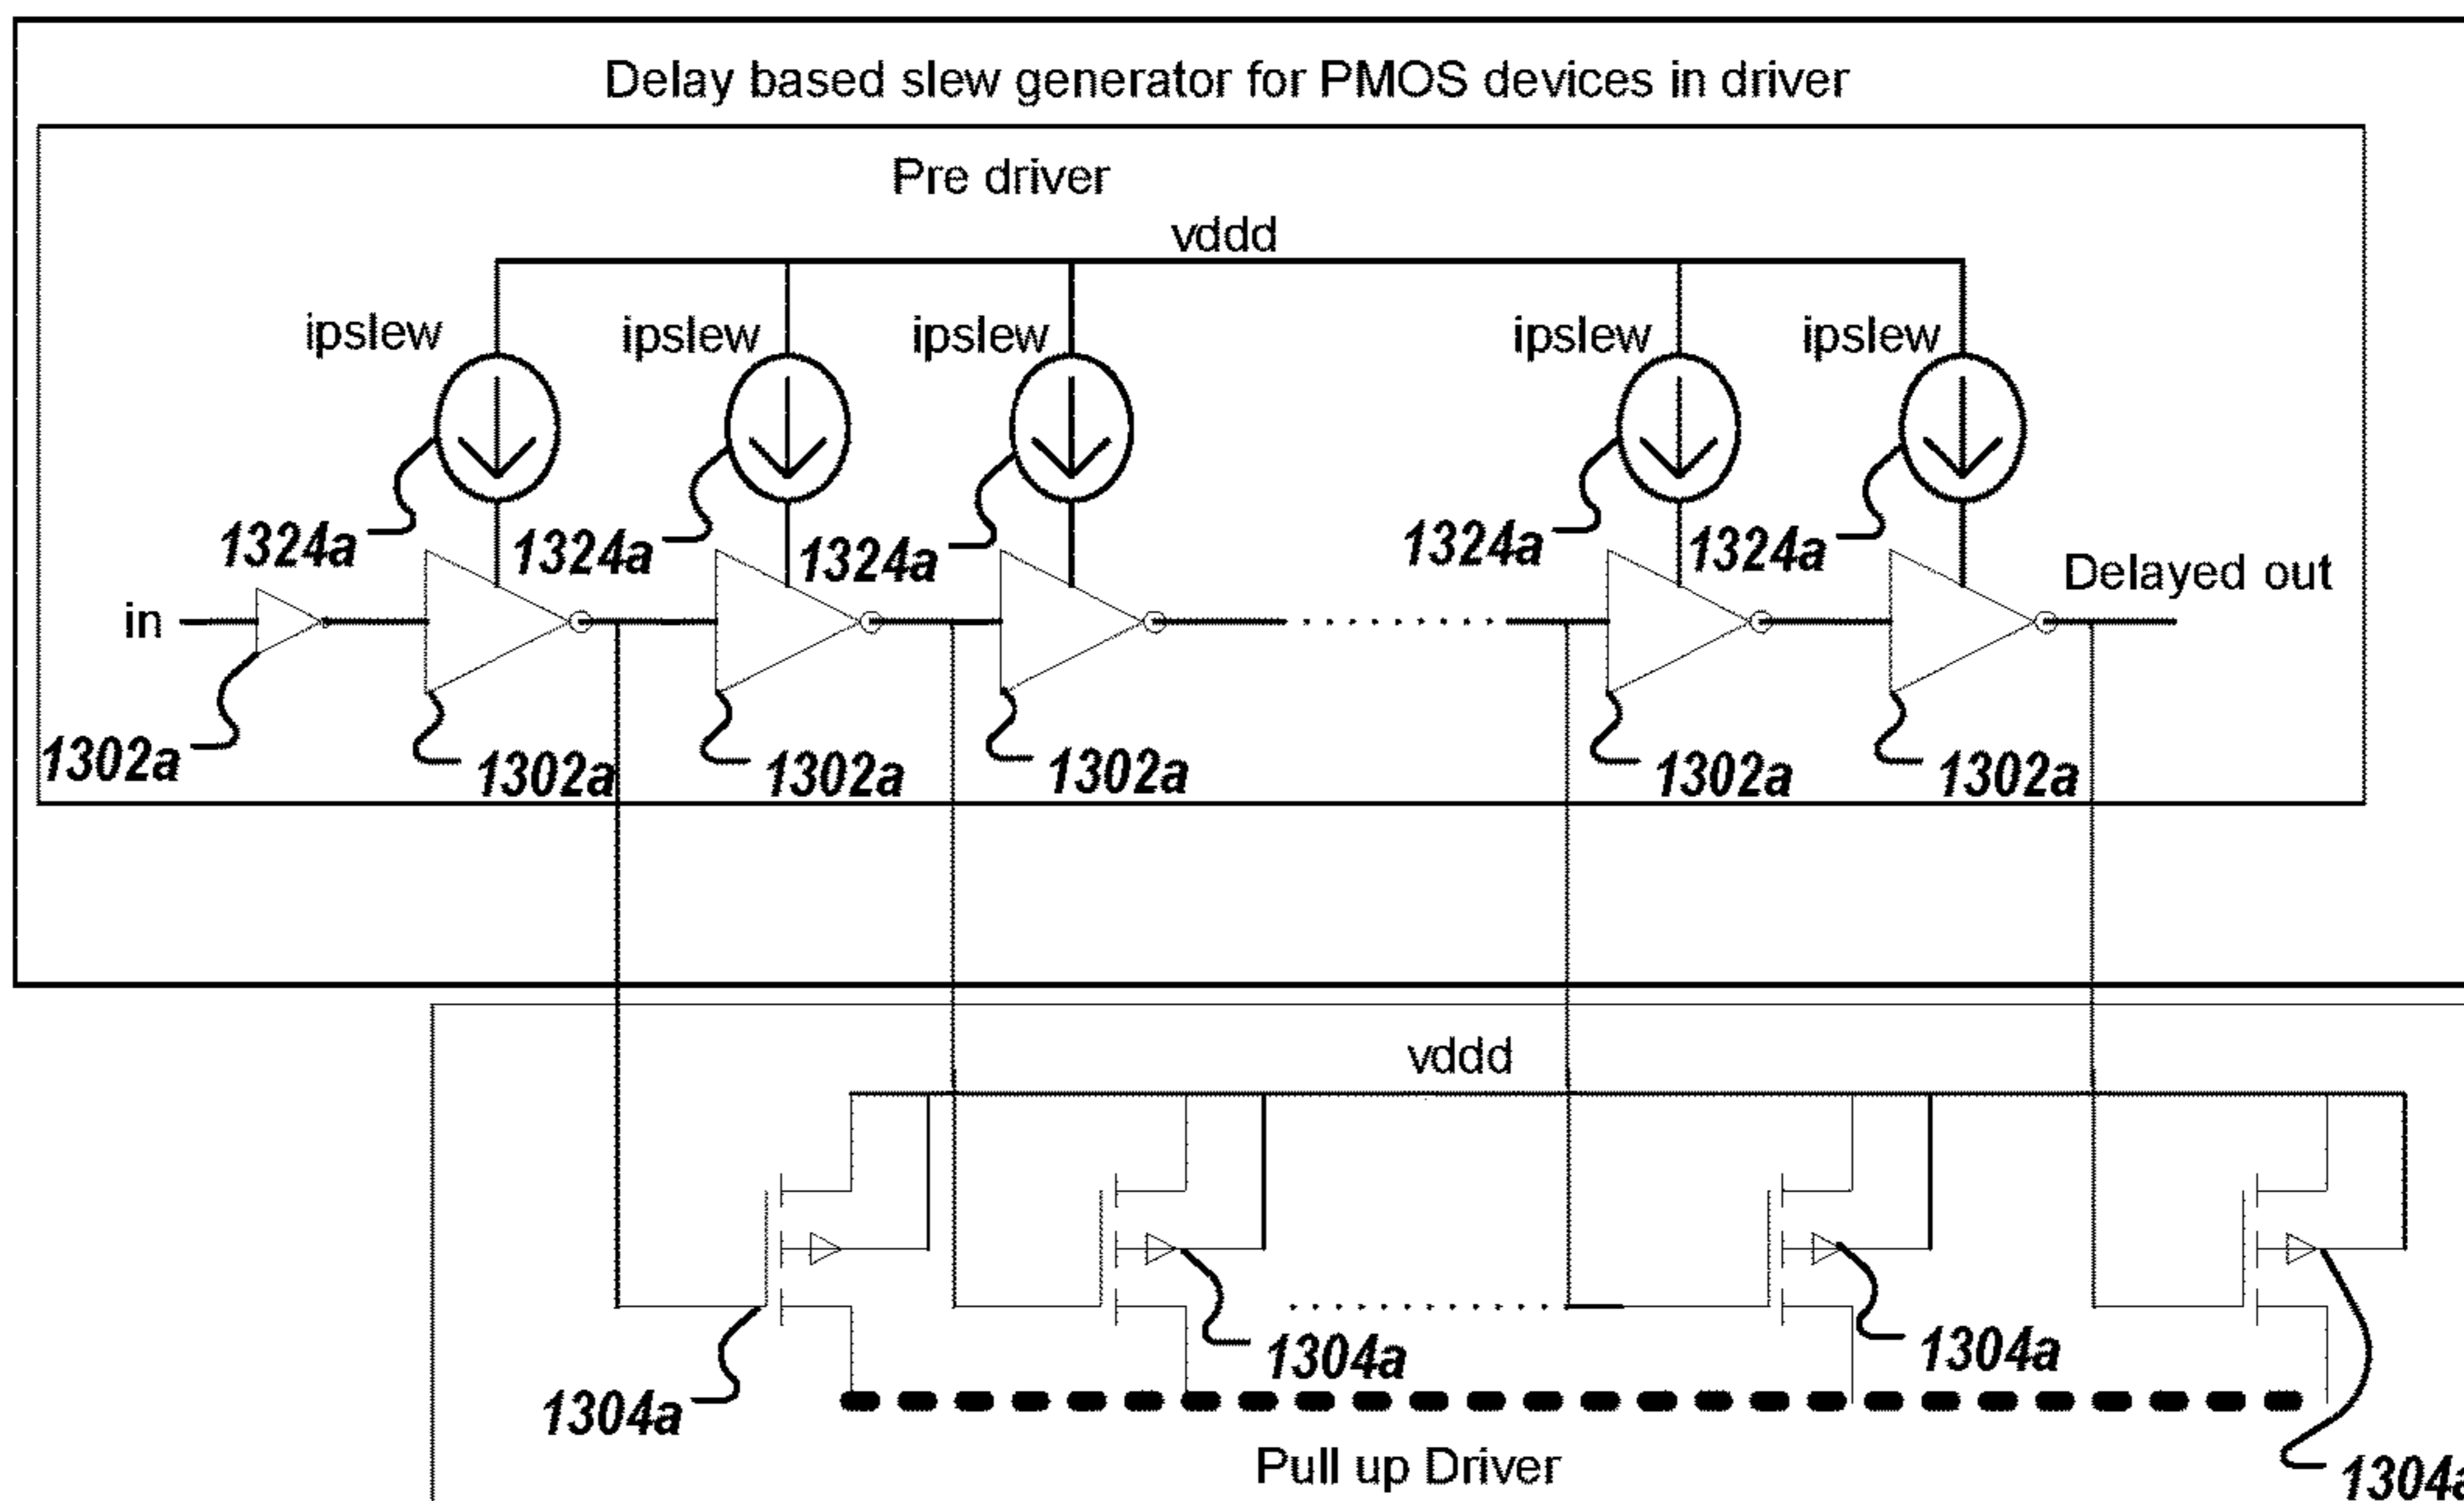 Delay based slew generator for PMOS devices in driver
Pre driver
vddd
ipslew ipslew ipslew ipslew ipslew
1324a 1324a 1324a 1324a 1324a
in Delayed out
1302a 1302a 1302a 1302a 1302a 1302a
vddd
1304a 1304a 1304a
Pull up Driver
1304a